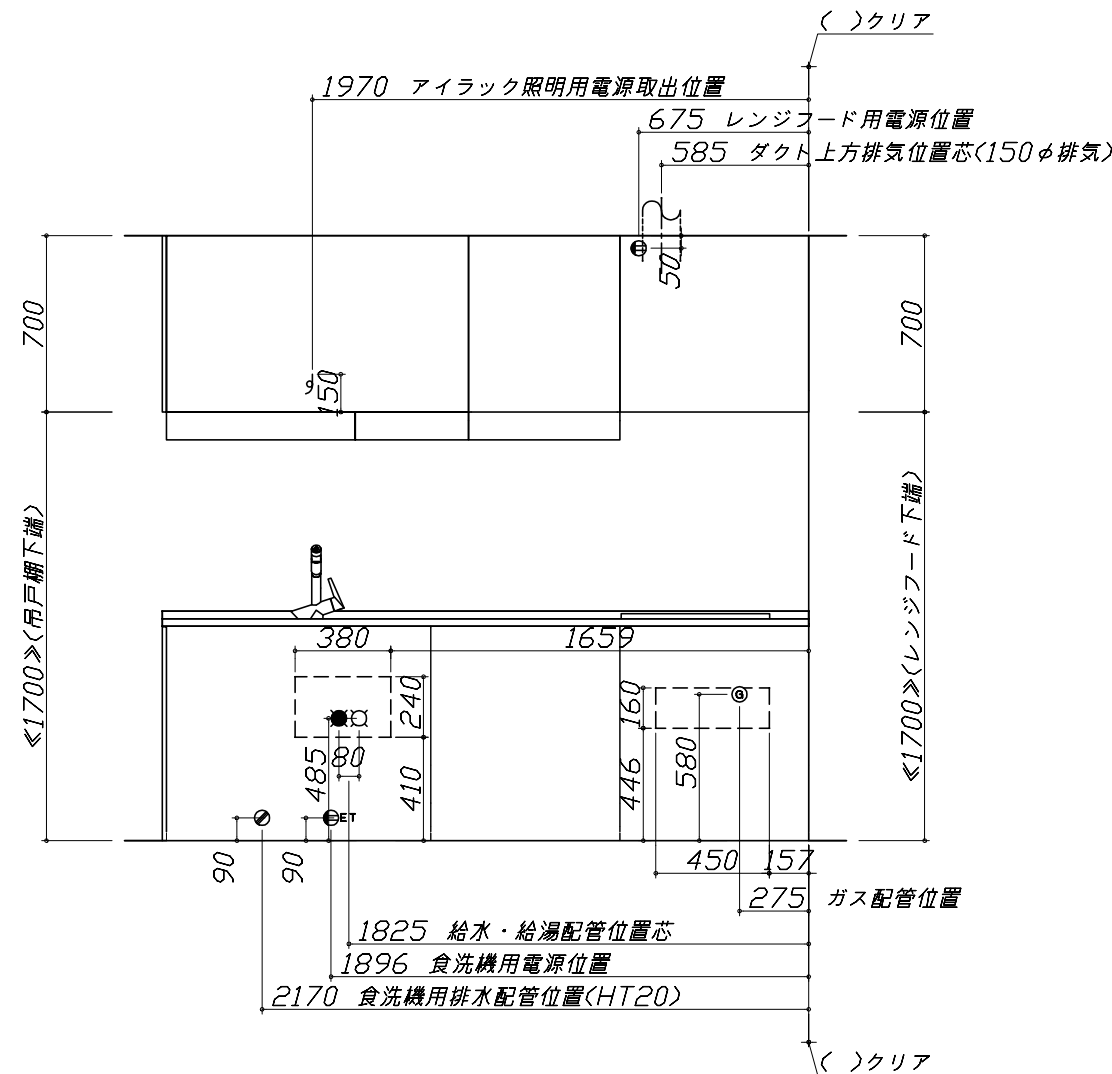 ( )クリア
1970 アイラック照明用電源取出位置
675 レンジフード用電源位置
585 ダクト上方排気位置芯(150φ排気)
50
700
700
150
≪1700≫(吊戸棚下端)
≪1700≫(レンジフード下端)
380
1659
240
160
G
485
80
410
446
580
ET
90
90
450
157
275 ガス配管位置
1825 給水・給湯配管位置芯
1896 食洗機用電源位置
2170 食洗機用排水配管位置(HT20)
( )クリア